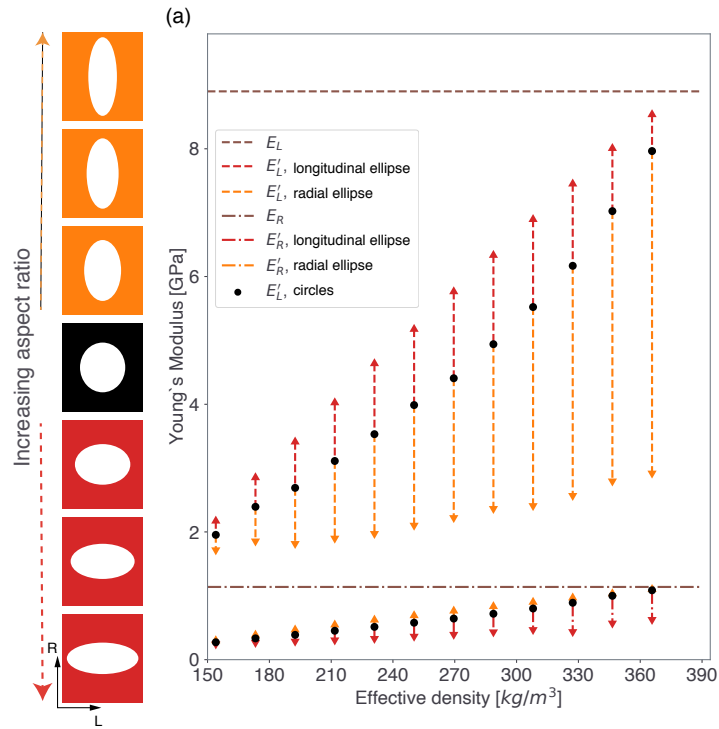 (a)
Increasing aspect ratio
R
L
Young`s Modulus [GPa]
8
6
4
2
0
E_L
E'_L, longitudinal ellipse
E'_L, radial ellipse
E_R
E'_R, longitudinal ellipse
E'_R, radial ellipse
E'_L, circles
150 180 210 240 270 300 330 360 390
Effective density [kg/m³]